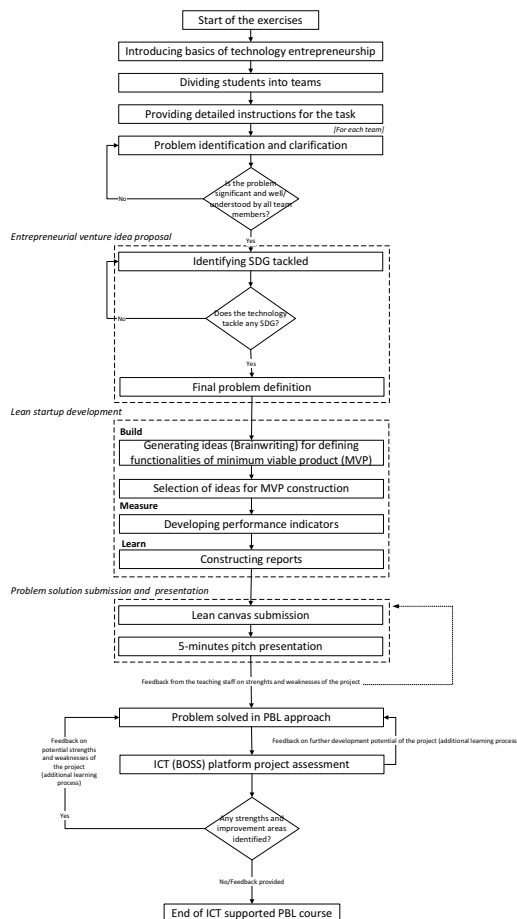 Start of the exercises
Introducing basics of technology entrepreneurship
Dividing students into teams
Providing detailed instructions for the task
[For each team]
Problem identification and clarification
Is the problem
significant and well/
understood by all team
members?
No
Yes
Entrepreneurial venture idea proposal
Identifying SDG tackled
Does the technology
tackle any SDG?
No
Yes
Final problem definition
Lean startup development
Build
Generating ideas (Brainwriting) for defining
functionalities of minimum viable product (MVP)
Selection of ideas for MVP construction
Measure
Developing performance indicators
Learn
Constructing reports
Problem solution submission and presentation
Lean canvas submission
5-minutes pitch presentation
Feedback from the teaching staff on strenghts and weaknesses of the project
Problem solved in PBL approach
Feedback on
potential strengths
and weaknesses of
the project
(additional learning
process)
Feedback on further development potential of the project (additional learning process
ICT (BOSS) platform project assessment
Any strengths and
improvement areas
identified?
Yes
No/Feedback provided
End of ICT supported PBL course